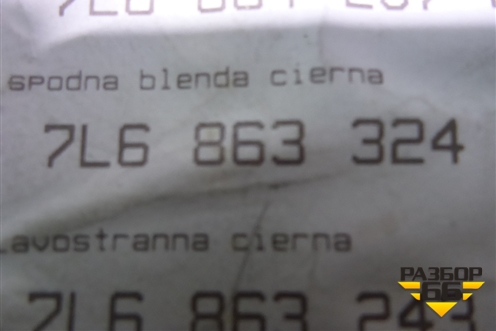 spodna blenda cierna
7L6 863 324
avostranna cierna
7L6 863 243
РАЗБОР
66